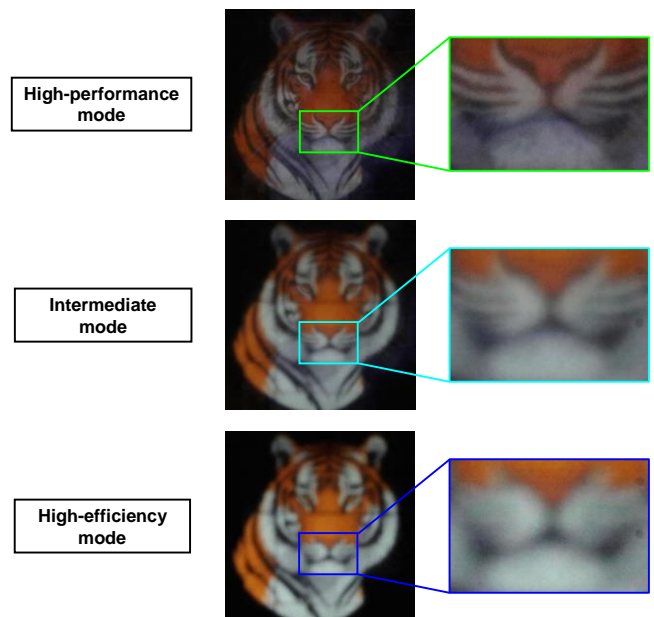 High-performance
mode
Intermediate
mode
High-efficiency
mode